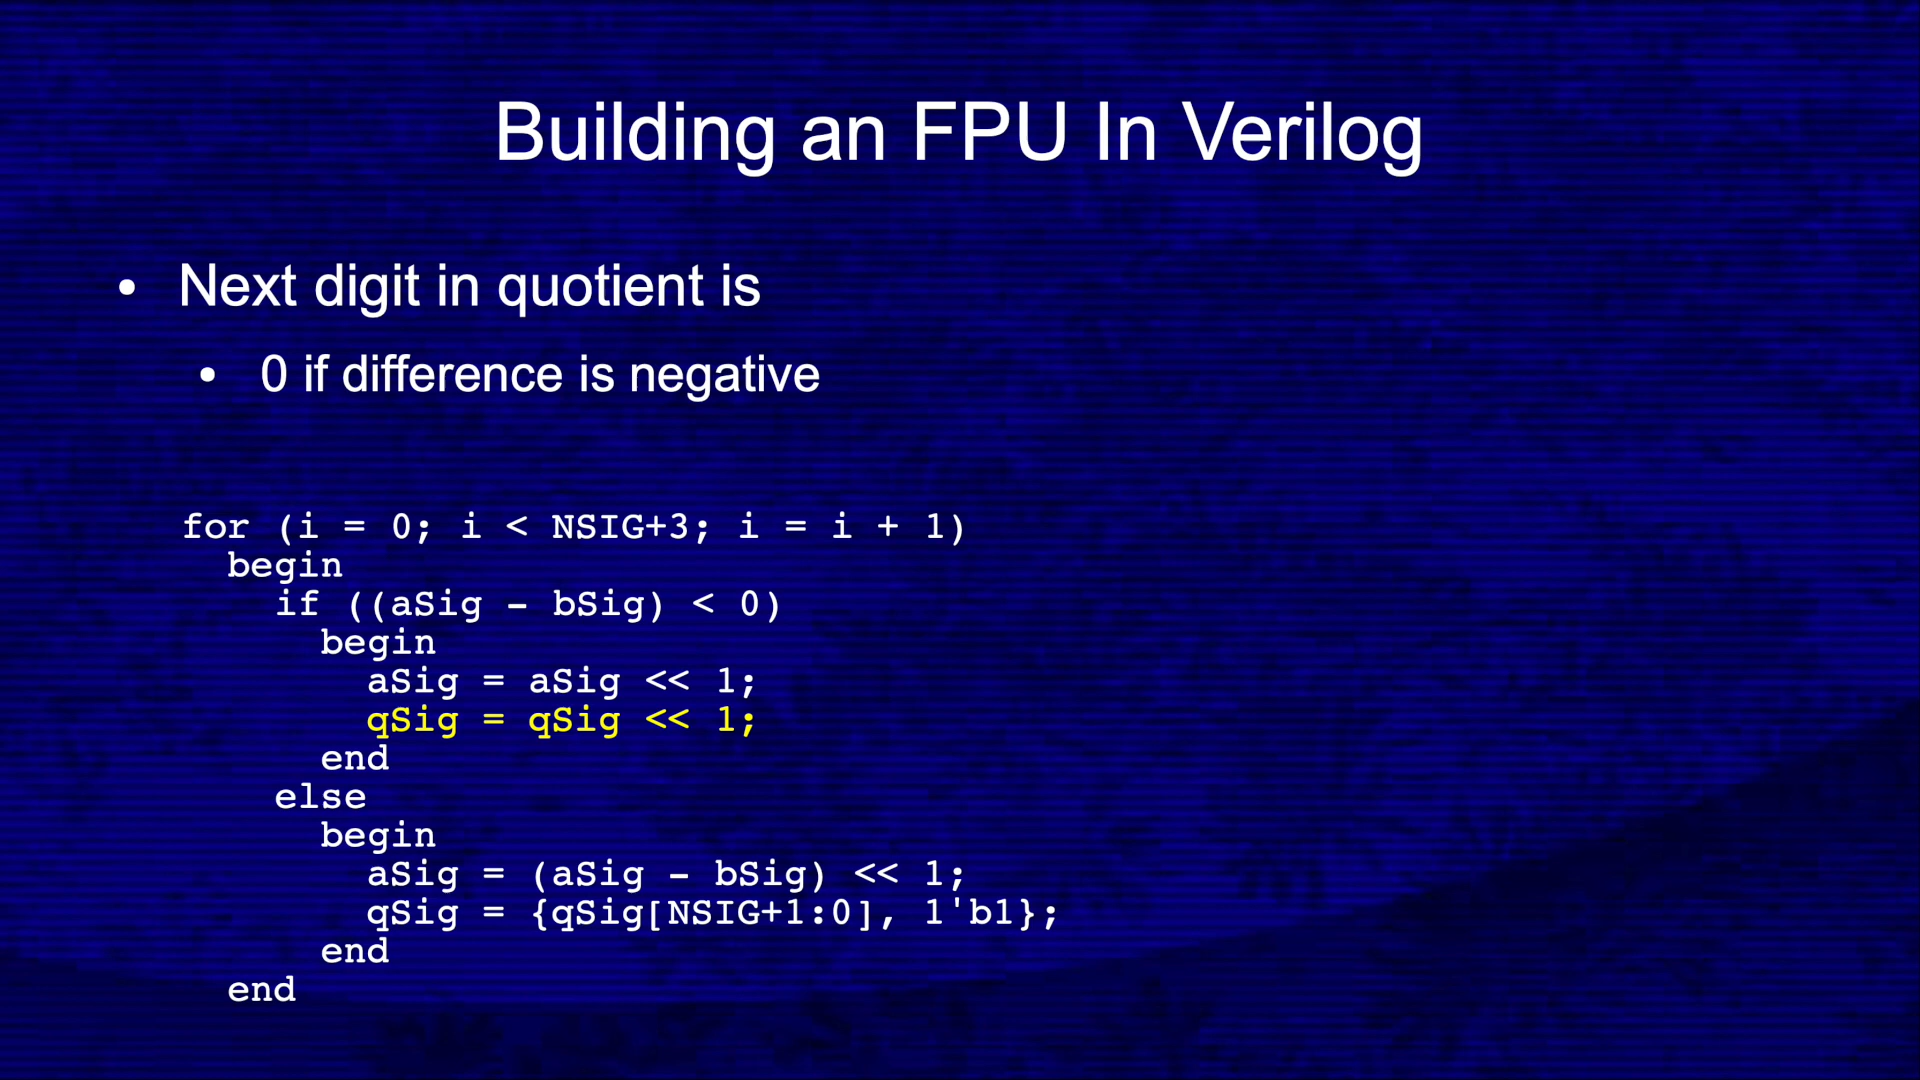 Building an FPU In Verilog
• Next digit in quotient is
• 0 if difference is negative
for (i = 0; i < NSIG+3; i = i + 1)
  begin
    if ((aSig - bSig) < 0)
      begin
        aSig = aSig << 1;
        qSig = qSig << 1;
      end
    else
      begin
        aSig = (aSig - bSig) << 1;
        qSig = {qSig[NSIG+1:0], 1'b1};
      end
  end